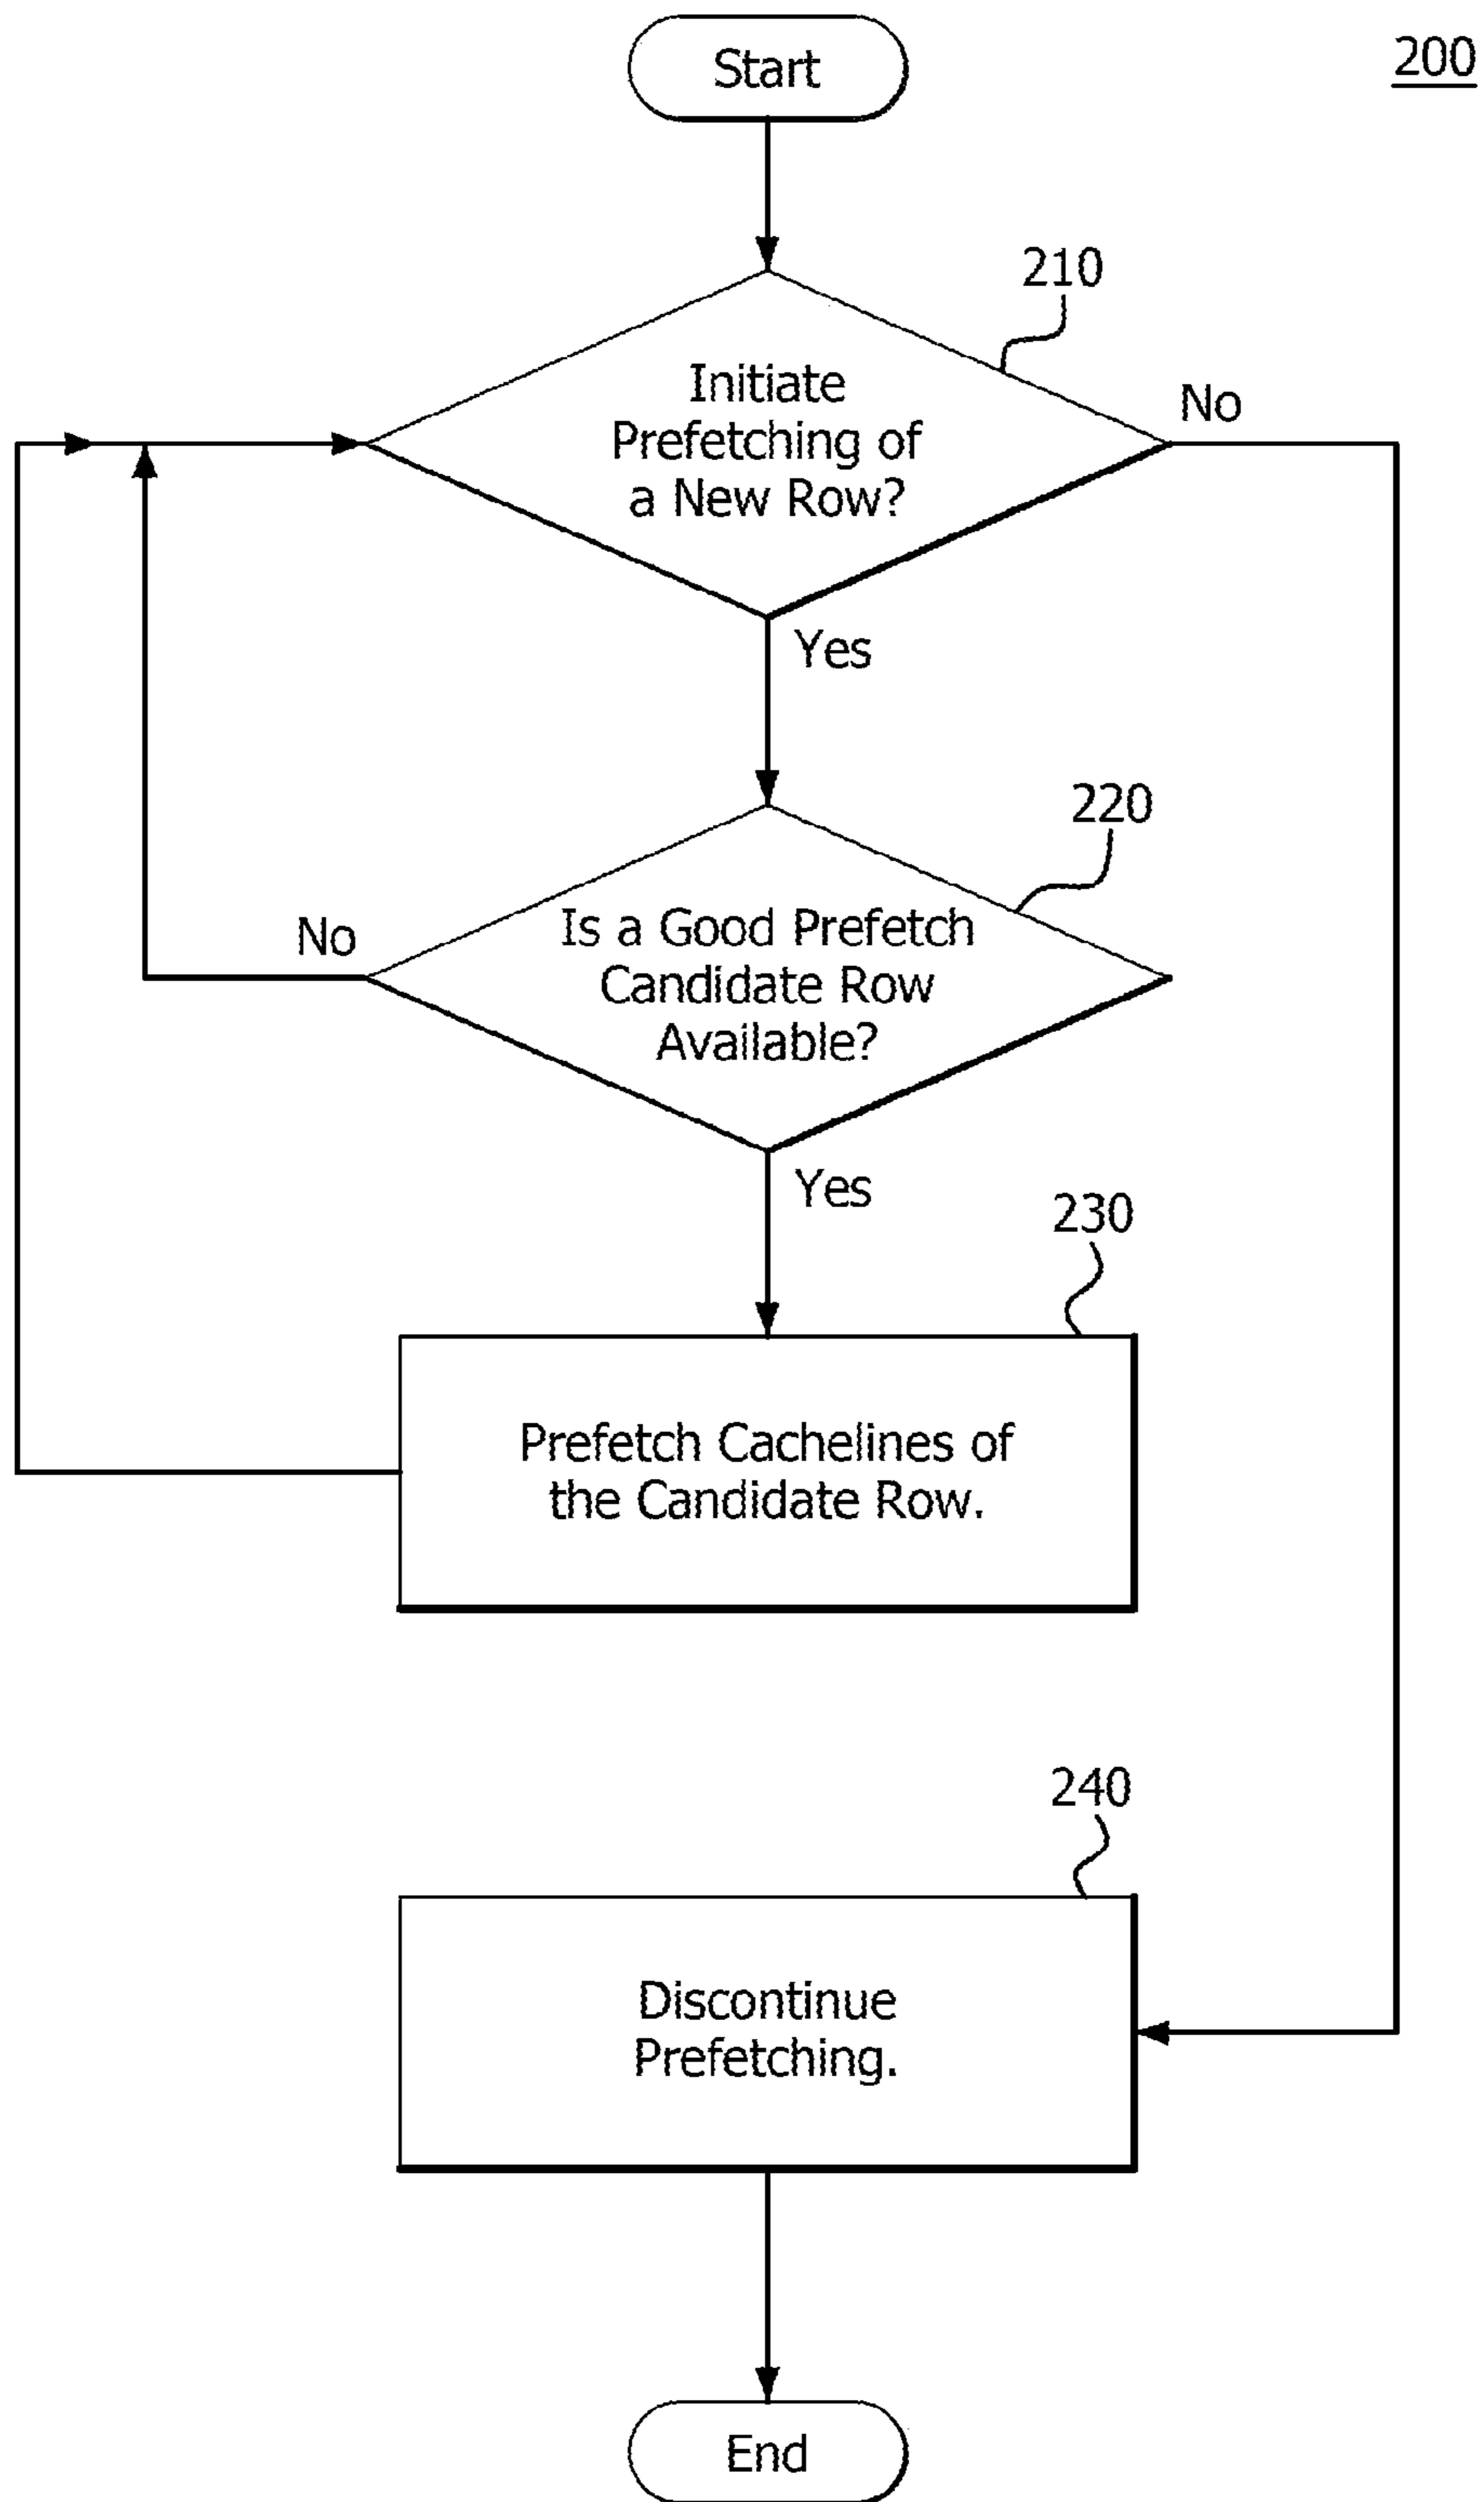 Start
200
210
Initiate
Prefetching of
a New Row?
No
Yes
220
Is a Good Prefetch
Candidate Row
Available?
No
Yes
230
Prefetch Cachelines of
the Candidate Row.
240
Discontinue
Prefetching.
End